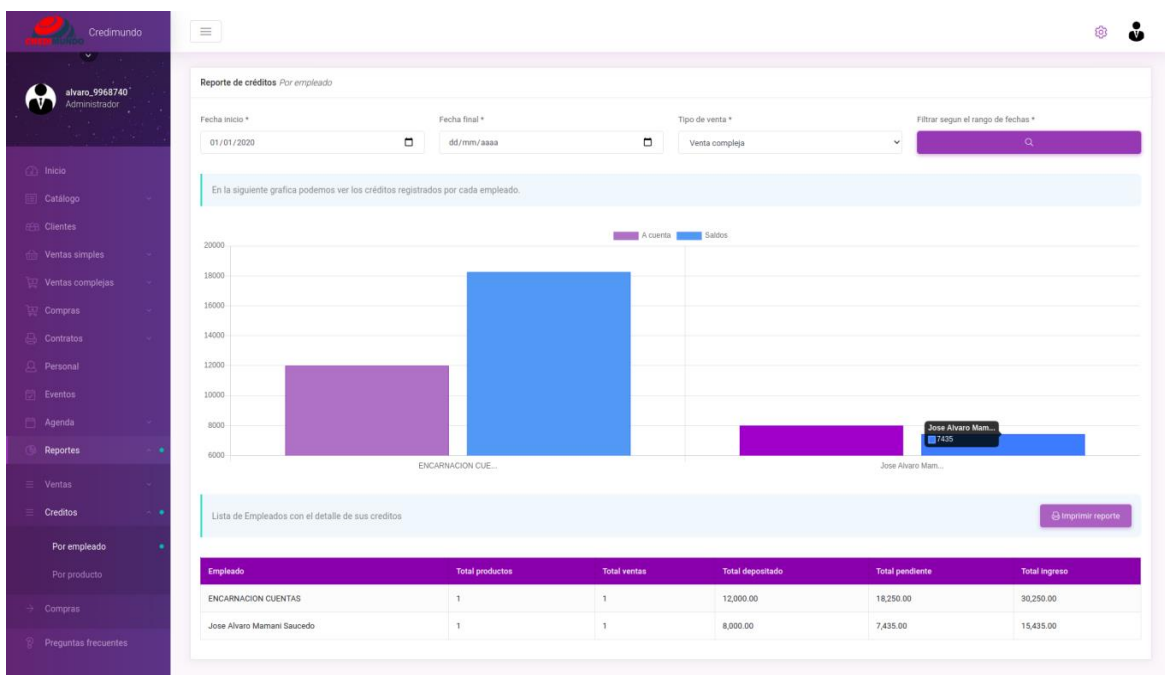 CREDIMUNDO
Credimundo
alvaro_9968740
Administrador
Inicio
Catálogo
Clientes
Ventas simples
Ventas complejas
Compras
Contratos
Personal
Eventos
Agenda
Reportes
Ventas
Creditos
Por empleado
Por producto
Compras
Preguntas frecuentes
Reporte de créditos Por empleado
Fecha inicio * Fecha final * Tipo de venta * Filtrar segun el rango de fechas *
01/01/2020 dd/mm/aaaa Venta compleja
En la siguiente grafica podemos ver los créditos registrados por cada empleado.
A cuenta Saldos
20000
18000
16000
14000
12000
10000
8000
6000
Jose Alvaro Mam...
7435
ENCARNACION CUE... Jose Alvaro Mam...
Lista de Empleados con el detalle de sus creditos Imprimir reporte
Empleado Total productos Total ventas Total depositado Total pendiente Total ingreso
ENCARNACION CUENTAS 1 1 12,000.00 18,250.00 30,250.00
Jose Alvaro Mamani Saucedo 1 1 8,000.00 7,435.00 15,435.00